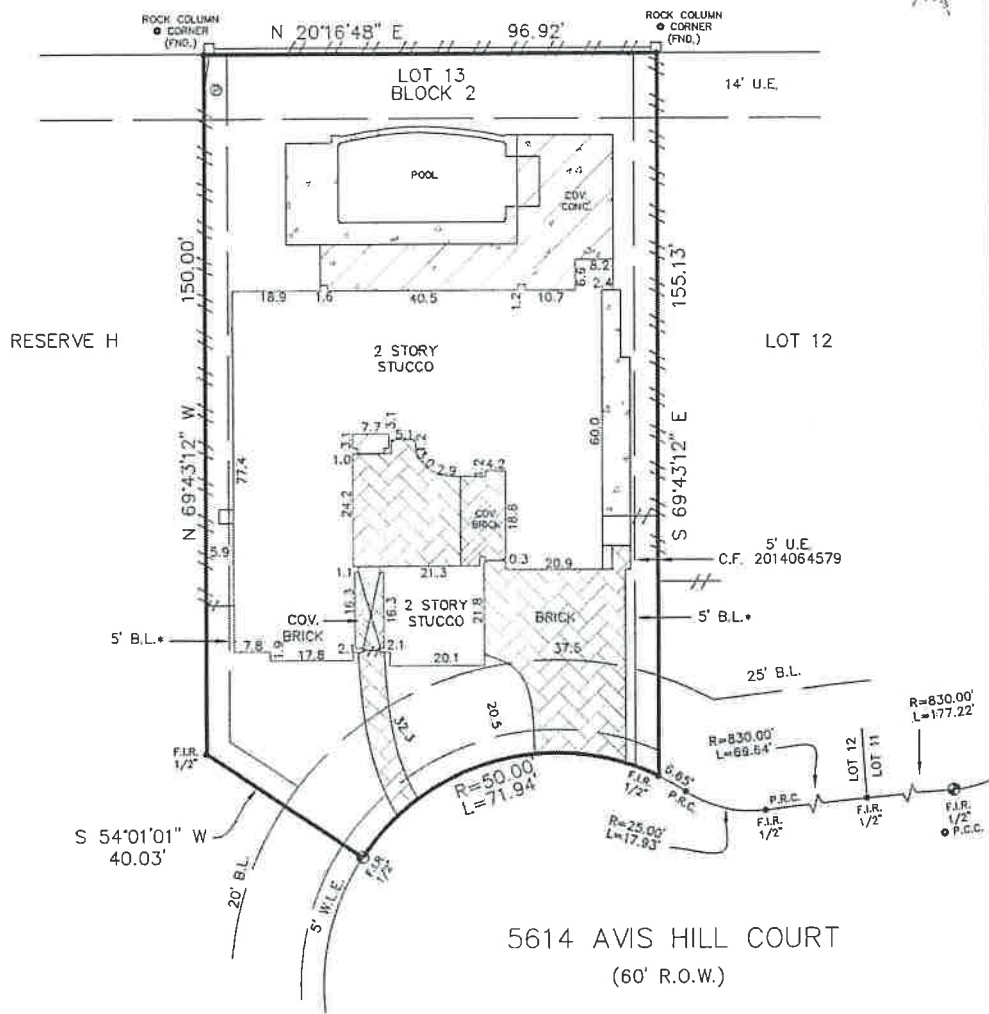 ROCK COLUMN
@ CORNER
(FND.)
N 20°16'48" E
96.92'
ROCK COLUMN
@ CORNER
(FND.)
LOT 13
BLOCK 2
14' U.E.
POOL
COV.
CONC.
150.00'
155.13'
8.2
6.6
2.4
18.9
1.6
40.5
1.2
10.7
RESERVE H
LOT 12
2 STORY
STUCCO
N 69°43'12" W
S 69°43'12" E
60.0
77.4
7.7
3.1
3.1
5.1
1.0
2.9
4.2
24.2
COV.
BRICK
18.8
5.9
5' U.E.
C.F. 2014064579
0.3
20.9
1.1
21.3
16.3
16.3
2 STORY
STUCCO
21.8
BRICK
COV.
BRICK
5' B.L.*
5' B.L.*
7.8
1.9
17.8
2.1
20.1
37.6
25' B.L.
32.3
20.5
R=830.00'
L=177.22'
R=830.00'
L=69.64'
LOT 12
LOT 11
F.I.R.
1/2"
R=50.00'
L=71.94'
F.I.R.
1/2"
6.65'
P.R.C.
P.R.C.
F.I.R.
1/2"
F.I.R.
1/2"
F.I.R.
1/2"
@ P.C.C.
R=25.00'
L=17.93'
S 54°01'01" W
40.03'
F.I.R.
1/2"
20' B.L.
5' W.L.E.
5614 AVIS HILL COURT
(60' R.O.W.)